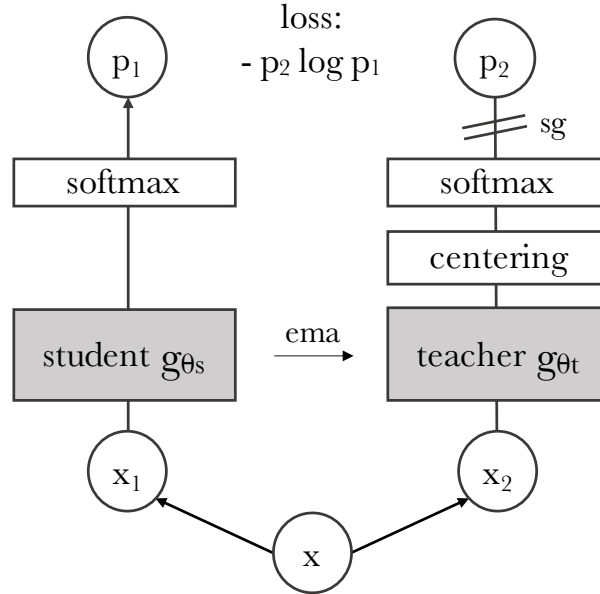 loss:
- p₂ log p₁
p₁
p₂
sg
softmax
softmax
centering
student gθs
ema
teacher gθt
x₁
x₂
x